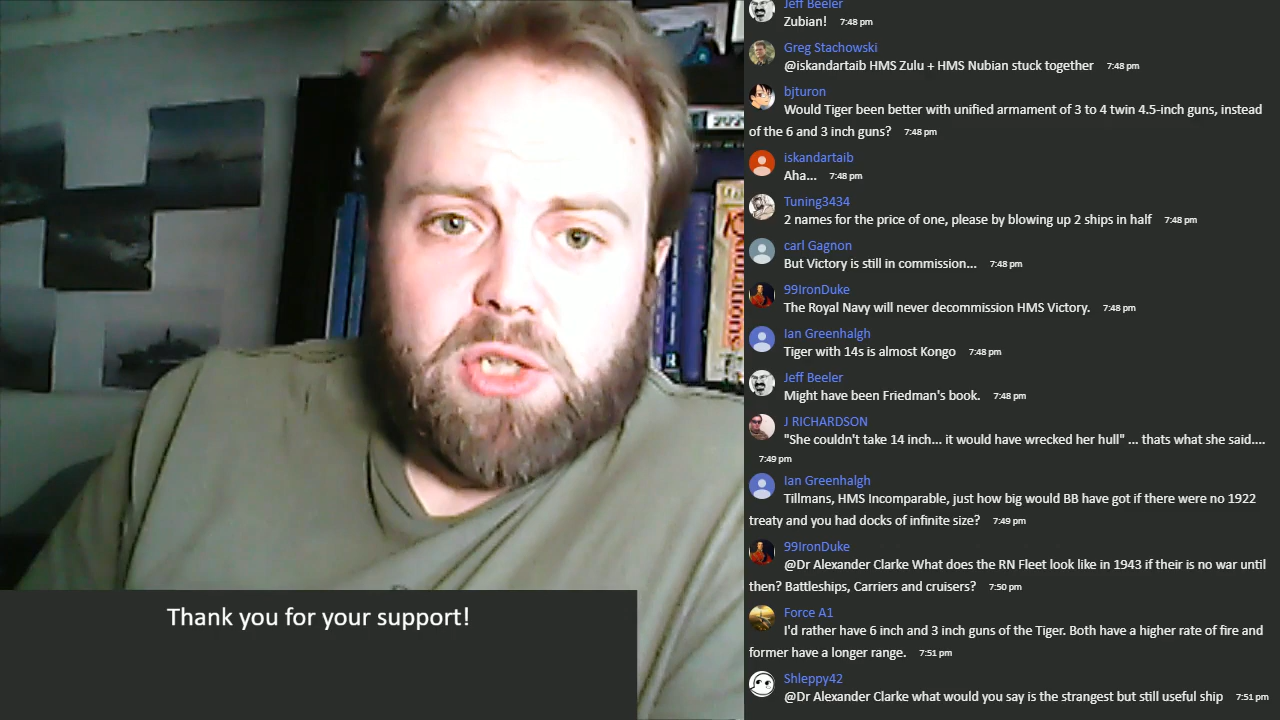 Jeff Beeler
Zubian! 7:48 pm
Greg Stachowski
@iskandartaib HMS Zulu + HMS Nubian stuck together 7:48 pm
bjturon
Would Tiger been better with unified armament of 3 to 4 twin 4.5-inch guns, instead
of the 6 and 3 inch guns? 7:48 pm
iskandartaib
Aha... 7:48 pm
Tuning3434
2 names for the price of one, please by blowing up 2 ships in half 7:48 pm
carl Gagnon
But Victory is still in commission... 7:48 pm
99IronDuke
The Royal Navy will never decommission HMS Victory. 7:48 pm
Ian Greenhalgh
Tiger with 14s is almost Kongo 7:48 pm
Jeff Beeler
Might have been Friedman's book. 7:48 pm
J RICHARDSON
"She couldn't take 14 inch... it would have wrecked her hull" ... thats what she said....
7:49 pm
Ian Greenhalgh
Tillmans, HMS Incomparable, just how big would BB have got if there were no 1922
treaty and you had docks of infinite size? 7:49 pm
99IronDuke
@Dr Alexander Clarke What does the RN Fleet look like in 1943 if their is no war until
then? Battleships, Carriers and cruisers? 7:50 pm
Force A1
I'd rather have 6 inch and 3 inch guns of the Tiger. Both have a higher rate of fire and
former have a longer range. 7:51 pm
Shleppy42
@Dr Alexander Clarke what would you say is the strangest but still useful ship 7:51 pm
Thank you for your support!